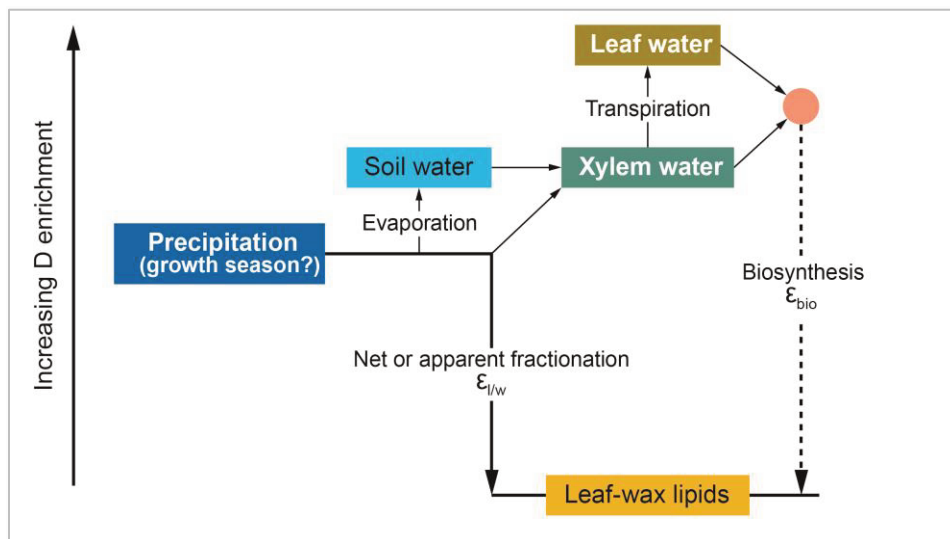 Increasing D enrichment
Leaf water
Transpiration
Soil water
Xylem water
Evaporation
Precipitation
(growth season?)
Biosynthesis
εbio
Net or apparent fractionation
εl/w
Leaf-wax lipids